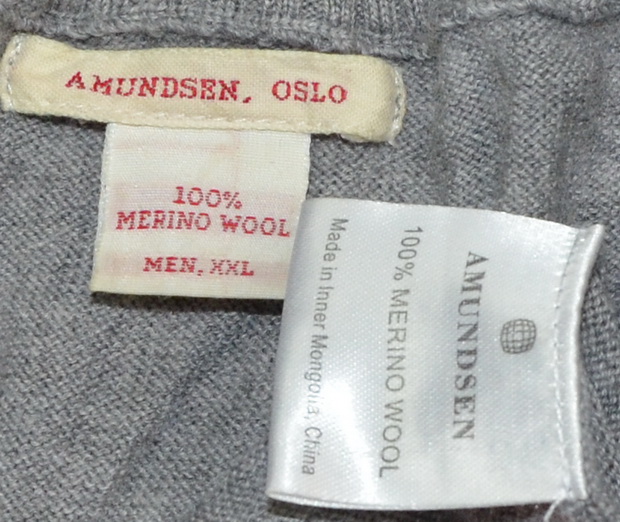 AMUNDSEN, OSLO
100%
MERINO WOOL
MEN, XXL
AMUNDSEN
100% MERINO WOOL
Made in Inner Mongolia, China